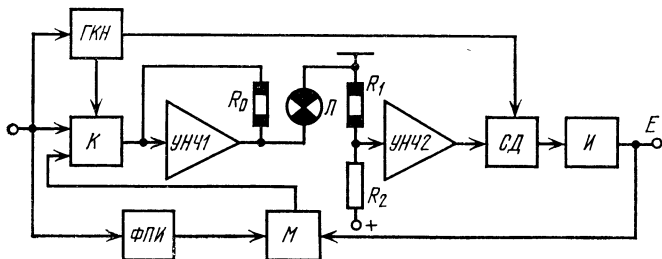 ГКН
К
УНЧ1
R₀
Л
R₁
R₂
+
УНЧ2
СД
И
E
ФПИ
М